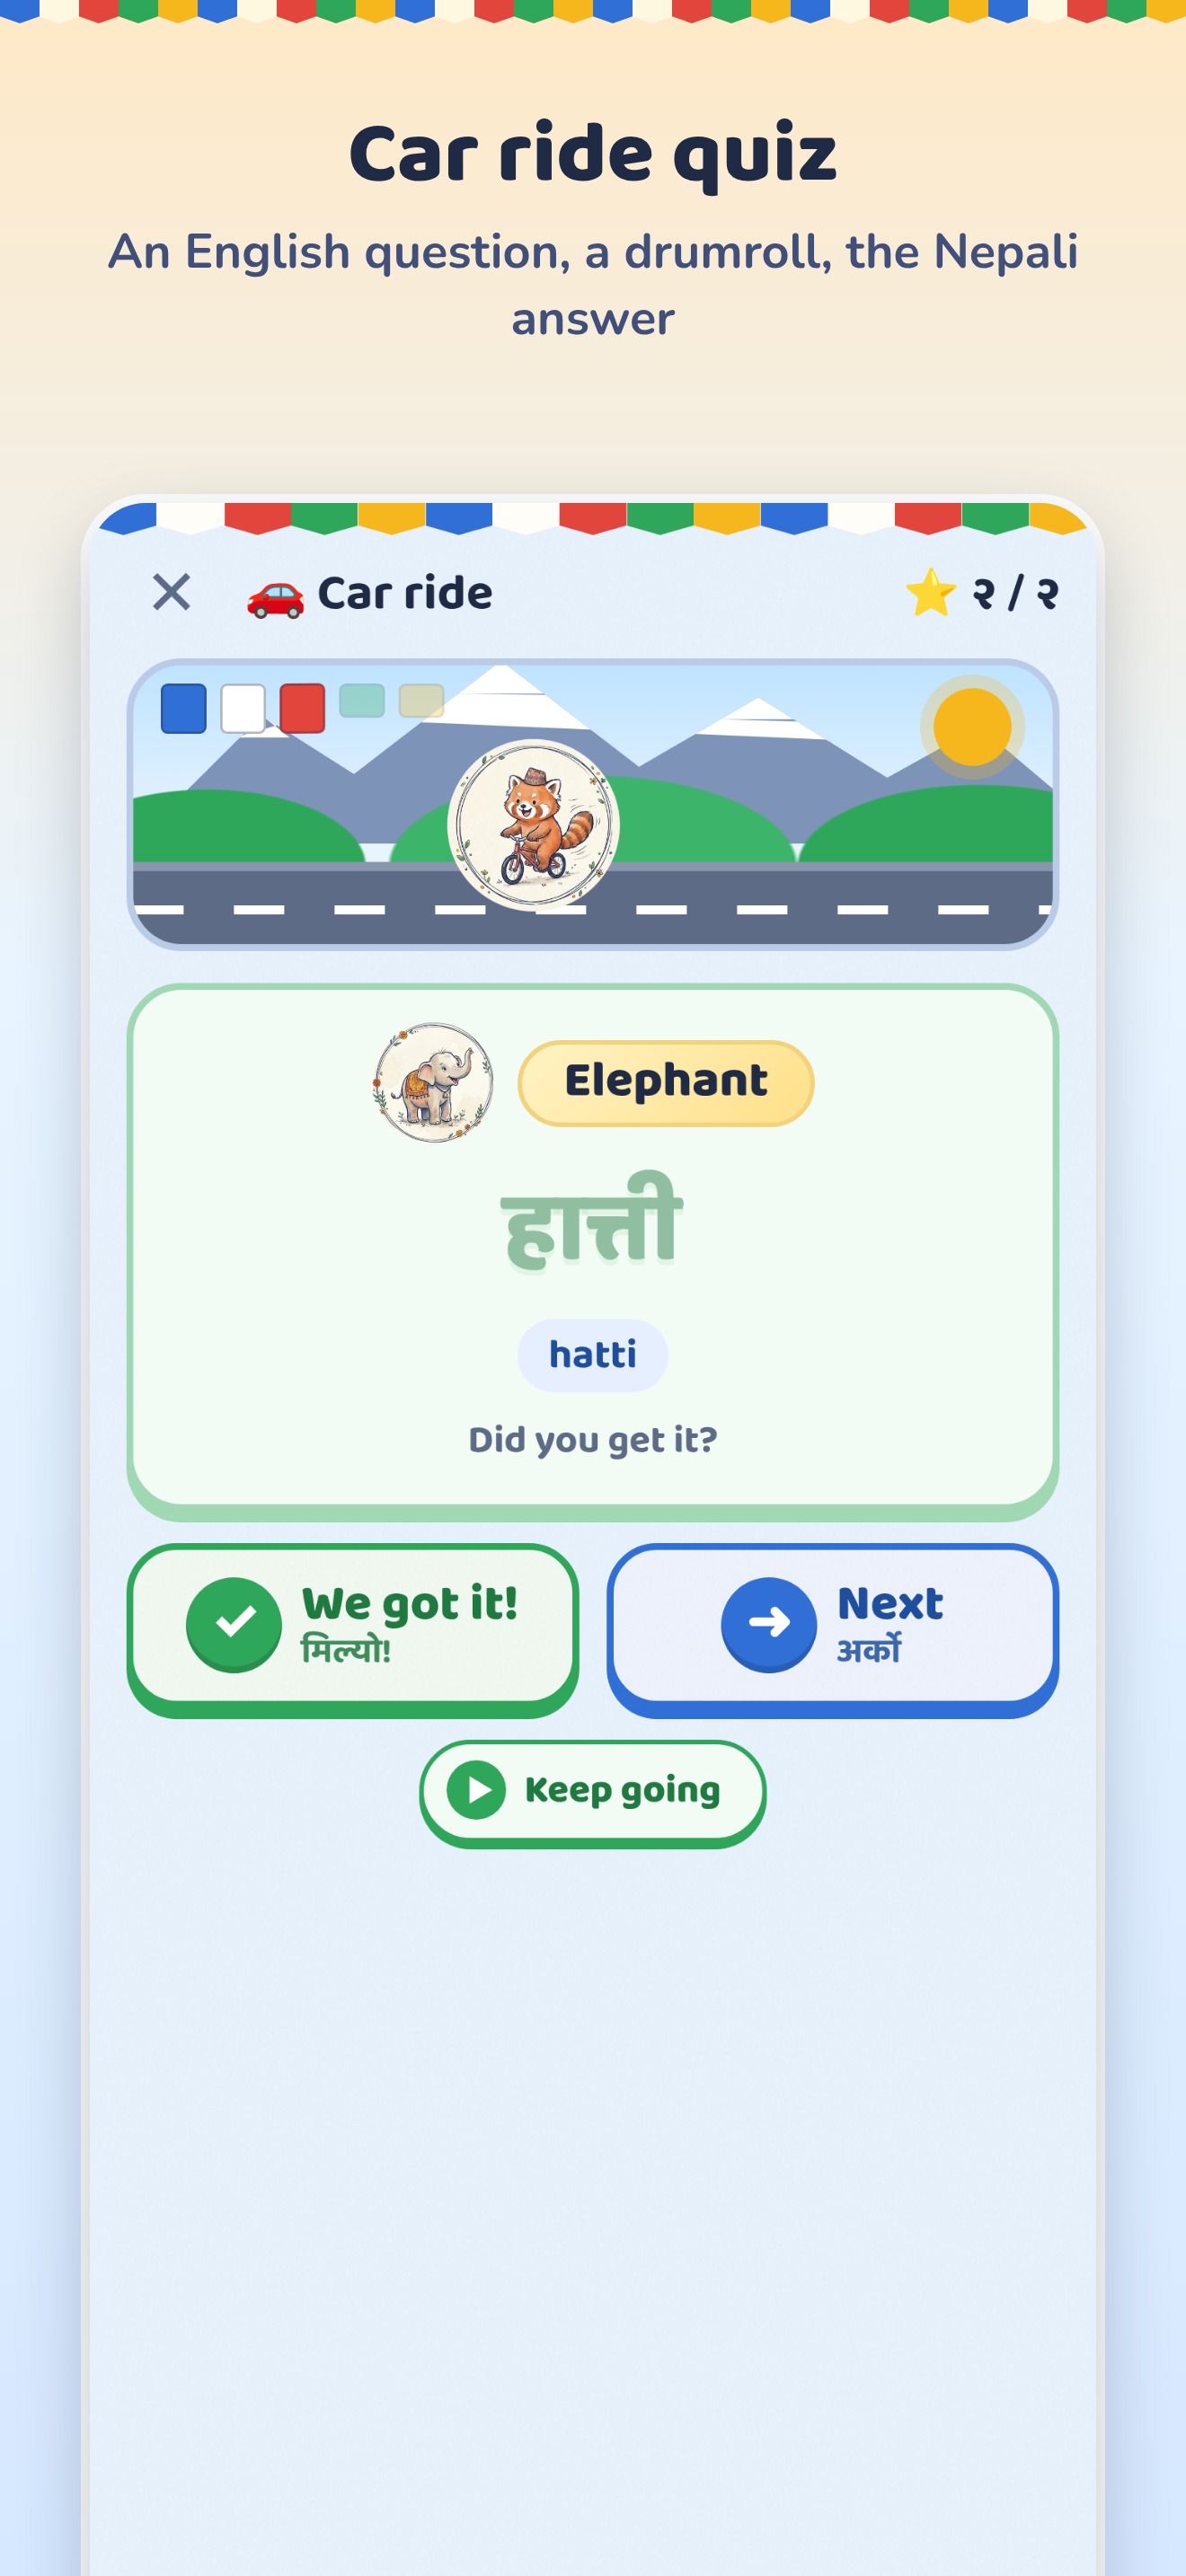 Car ride quiz
An English question, a drumroll, the Nepali
answer
Car ride
२ / २
Elephant
हात्ती
hatti
Did you get it?
We got it!
मिल्यो!
Next
अर्को
Keep going